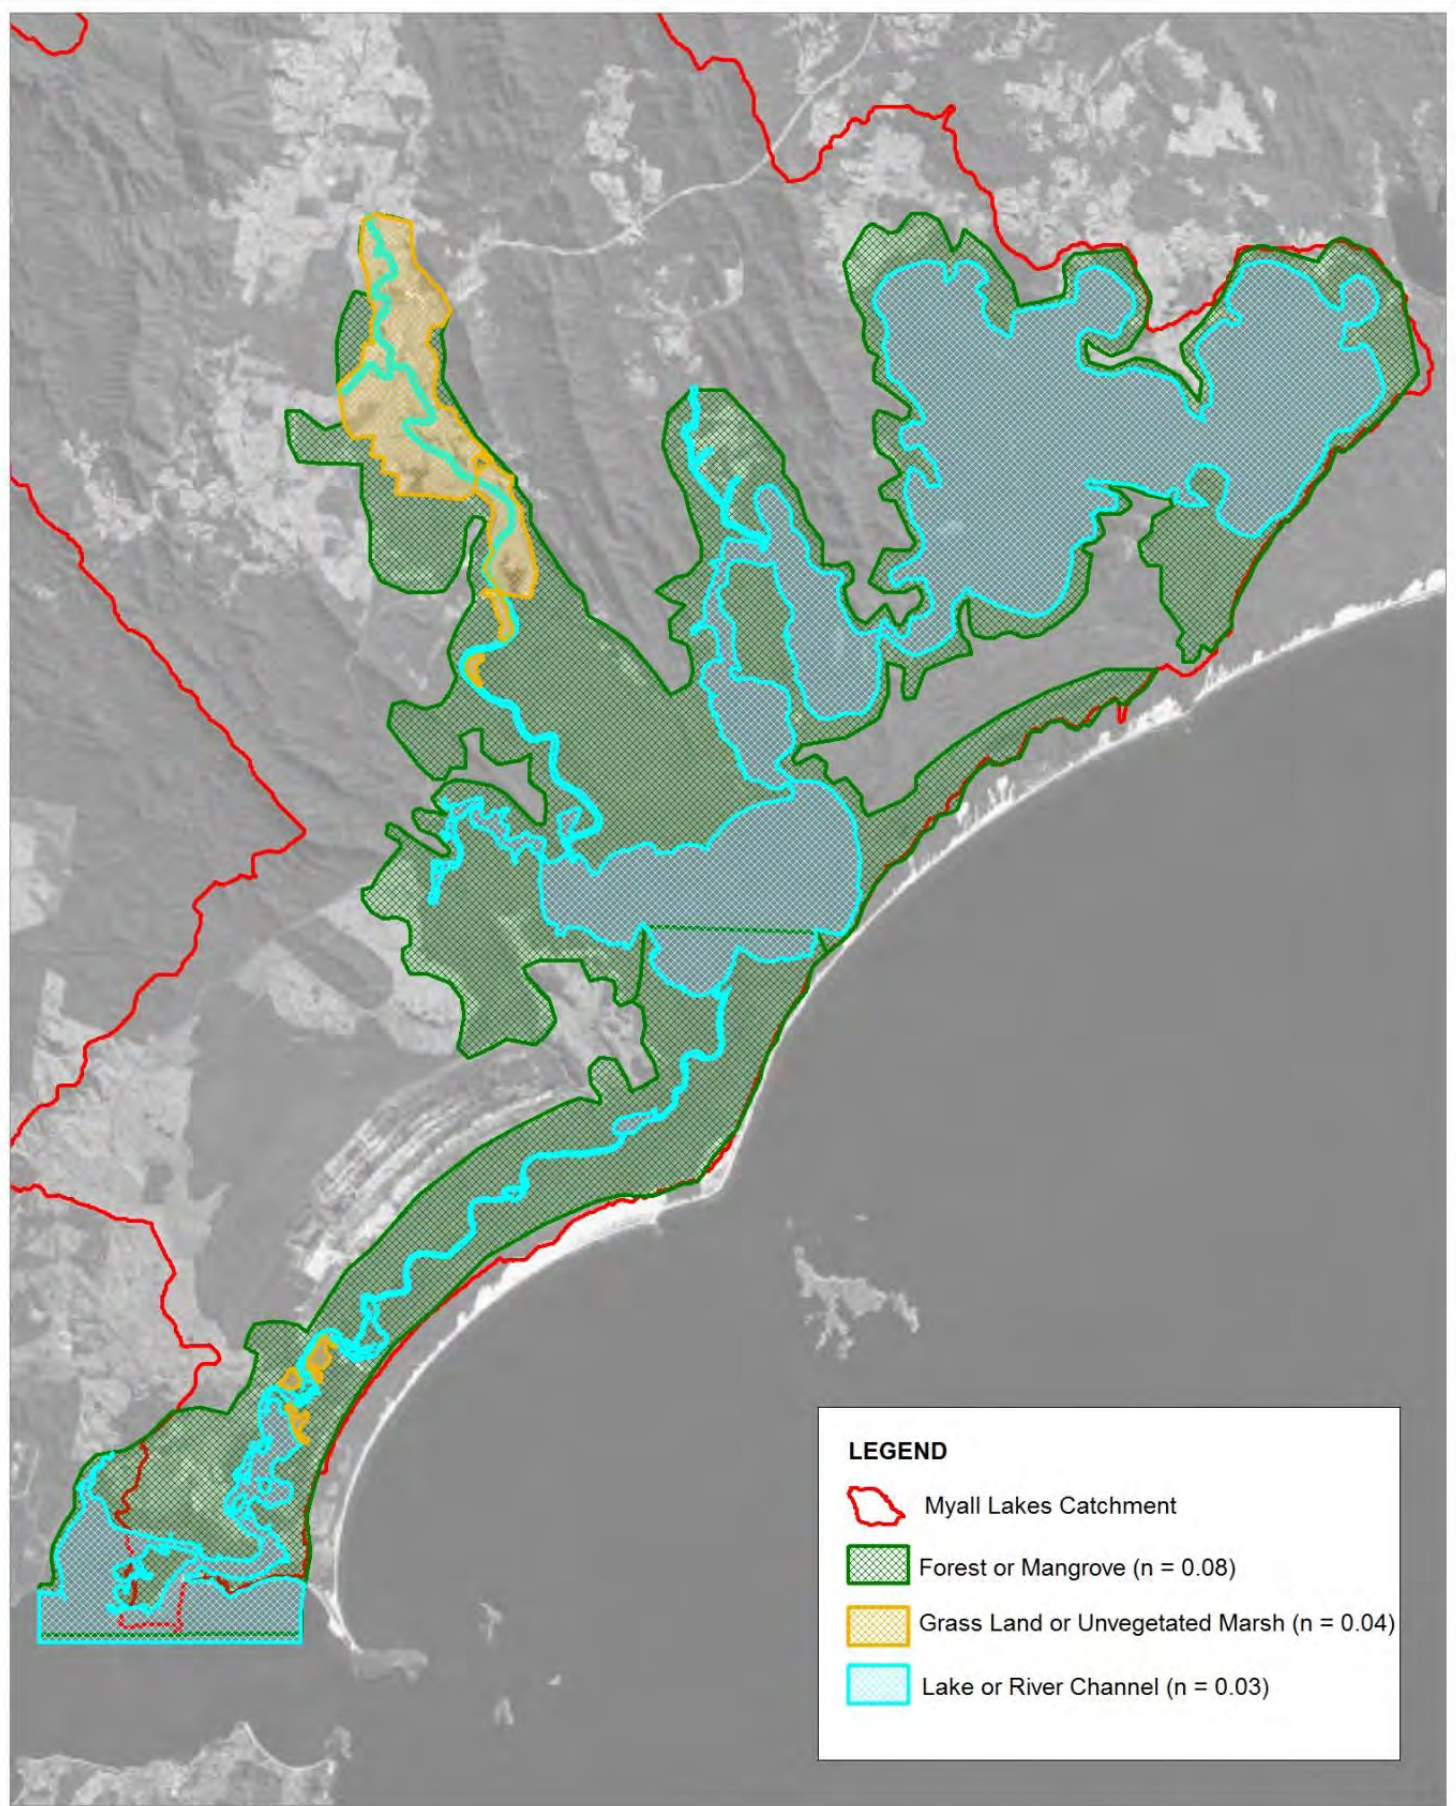 LEGEND
Myall Lakes Catchment
Forest or Mangrove (n = 0.08)
Grass Land or Unvegetated Marsh (n = 0.04)
Lake or River Channel (n = 0.03)